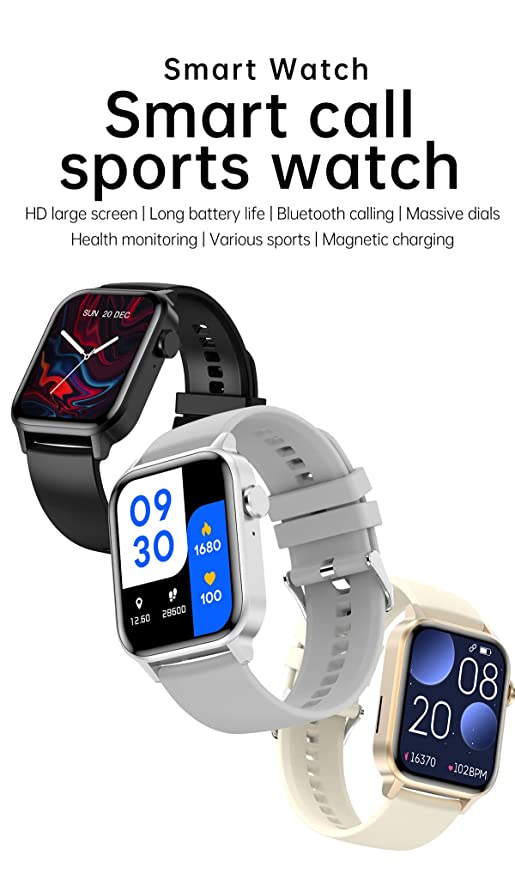 Smart Watch
Smart call
sports watch
HD large screen | Long battery life | Bluetooth calling | Massive dials
Health monitoring | Various sports | Magnetic charging
SUN 20 DEC
09
30
1680
100
12.50
28600
08
20
16370
102BPM